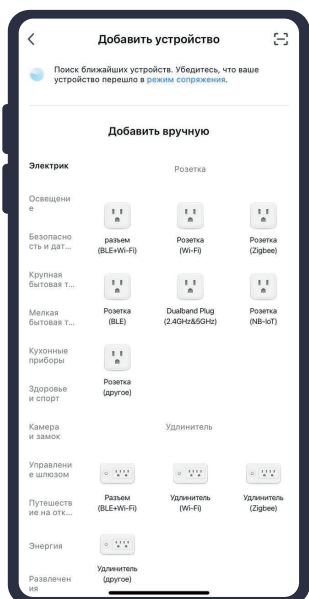 Добавить устройство
Поиск ближайших устройств. Убедитесь, что ваше
устройство перешло в режим сопряжения.
Добавить вручную
Электрик
Освещени
е
Безопасно
сть и дат...
Крупная
бытовая т...
Мелкая
бытовая т...
Кухонные
приборы
Здоровье
и спорт
Камера
и замок
Управлени
е шлюзом
Путешеств
ие на отк...
Энергия
Развлечен
ия
Розетка
разъем
(BLE+Wi-Fi)
Розетка
(Wi-Fi)
Розетка
(Zigbee)
Розетка
(BLE)
Dualband Plug
(2.4GHz&5GHz)
Розетка
(NB-IoT)
Розетка
(другое)
Удлинитель
Разъем
(BLE+Wi-Fi)
Удлинитель
(Wi-Fi)
Удлинитель
(Zigbee)
Удлинитель
(другое)